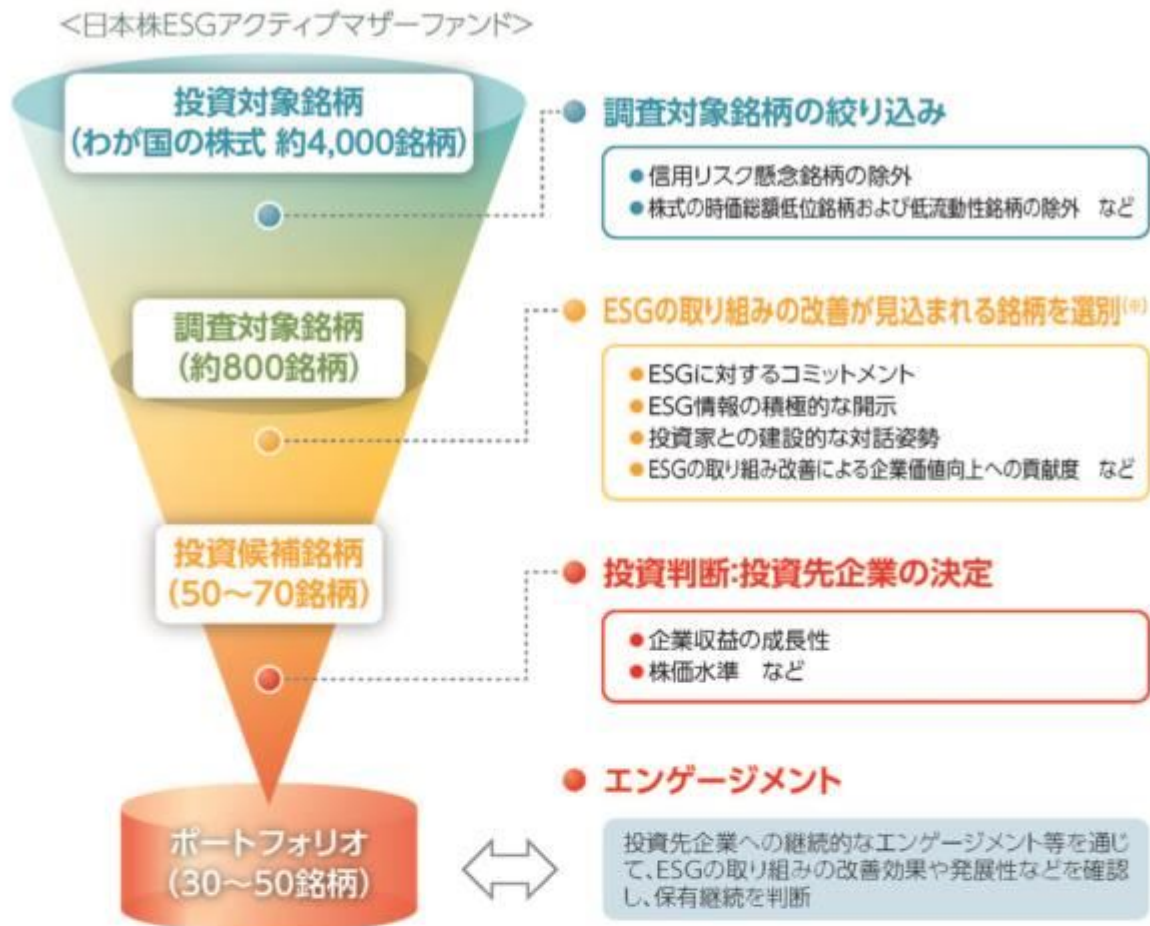 <日本株ESGアクティブマザーファンド>
投資対象銘柄
(わが国の株式 約4,000銘柄)
調査対象銘柄の絞り込み
●信用リスク懸念銘柄の除外
●株式の時価総額低位銘柄および低流動性銘柄の除外 など
調査対象銘柄
(約800銘柄)
ESGの取り組みの改善が見込まれる銘柄を選別(※)
●ESGに対するコミットメント
●ESG情報の積極的な開示
●投資家との建設的な対話姿勢
●ESGの取り組み改善による企業価値向上への貢献度 など
投資候補銘柄
(50～70銘柄)
投資判断:投資先企業の決定
●企業収益の成長性
●株価水準 など
ポートフォリオ
(30～50銘柄)
エンゲージメント
投資先企業への継続的なエンゲージメント等を通じ
て、ESGの取り組みの改善効果や発展性などを確認
し、保有継続を判断